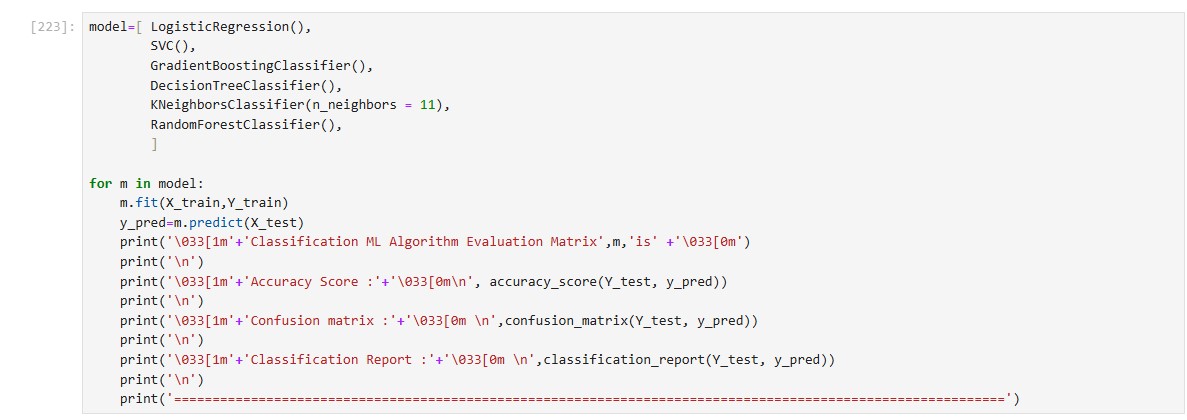 [223]: model=[ LogisticRegression(),
SVC(),
GradientBoostingClassifier(),
DecisionTreeClassifier(),
KNeighborsClassifier(n_neighbors = 11),
RandomForestClassifier(),
]
for m in model:
m.fit(X_train,Y_train)
y_pred=m.predict(X_test)
print('\033[1m'+'Classification ML Algorithm Evaluation Matrix',m,'is' +'\033[0m')
print('\n')
print('\033[1m'+'Accuracy Score :'+'\033[0m\n', accuracy_score(Y_test, y_pred))
print('\n')
print('\033[1m'+'Confusion matrix :'+'\033[0m \n',confusion_matrix(Y_test, y_pred))
print('\n')
print('\033[1m'+'Classification Report :'+'\033[0m \n',classification_report(Y_test, y_pred))
print('\n')
print('============================================================================================================')